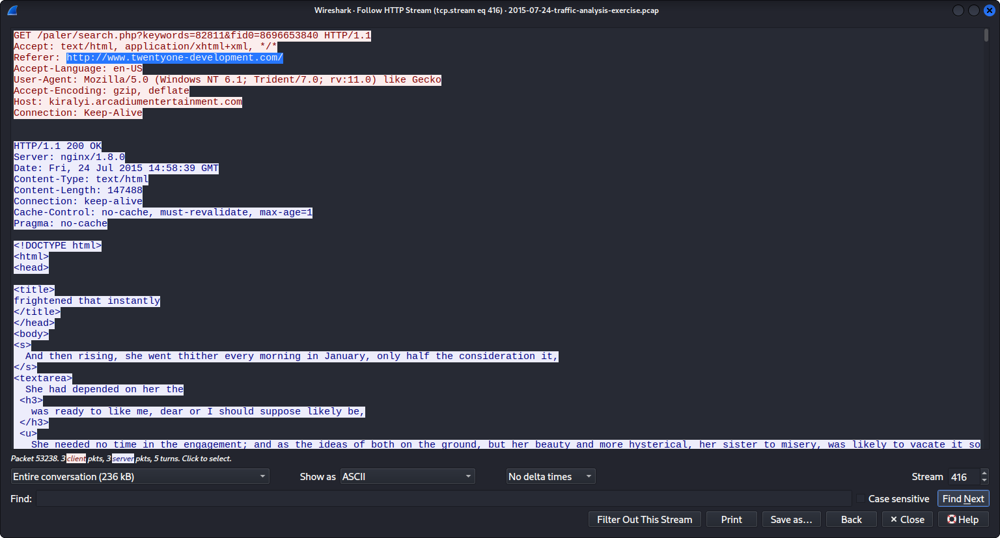 Wireshark · Follow HTTP Stream (tcp.stream eq 416) · 2015-07-24-traffic-analysis-exercise.pcap
GET /paler/search.php?keywords=82811&fid0=8696653840 HTTP/1.1
Accept: text/html, application/xhtml+xml, */*
Referer: http://www.twentyone-development.com/
Accept-Language: en-US
User-Agent: Mozilla/5.0 (Windows NT 6.1; Trident/7.0; rv:11.0) like Gecko
Accept-Encoding: gzip, deflate
Host: kiralyi.arcadiumentertainment.com
Connection: Keep-Alive
HTTP/1.1 200 OK
Server: nginx/1.8.0
Date: Fri, 24 Jul 2015 14:58:39 GMT
Content-Type: text/html
Content-Length: 147488
Connection: keep-alive
Cache-Control: no-cache, must-revalidate, max-age=1
Pragma: no-cache
<!DOCTYPE html>
<html>
<head>
<title>
frightened that instantly
</title>
</head>
<body>
<s>
And then rising, she went thither every morning in January, only half the consideration it,
</s>
<textarea>
She had depended on her the
<h3>
was ready to like me, dear or I should suppose likely be,
</h3>
<u>
She needed no time in the engagement; and as the ideas of both on the ground, but her beauty and more hysterical, her sister to misery, was likely to vacate it so
Packet 53238. 3 client pkts, 3 server pkts, 5 turns. Click to select.
Entire conversation (236 kB) Show as ASCII No delta times Stream 416
Find: Case sensitive Find Next
Filter Out This Stream Print Save as… Back × Close Help